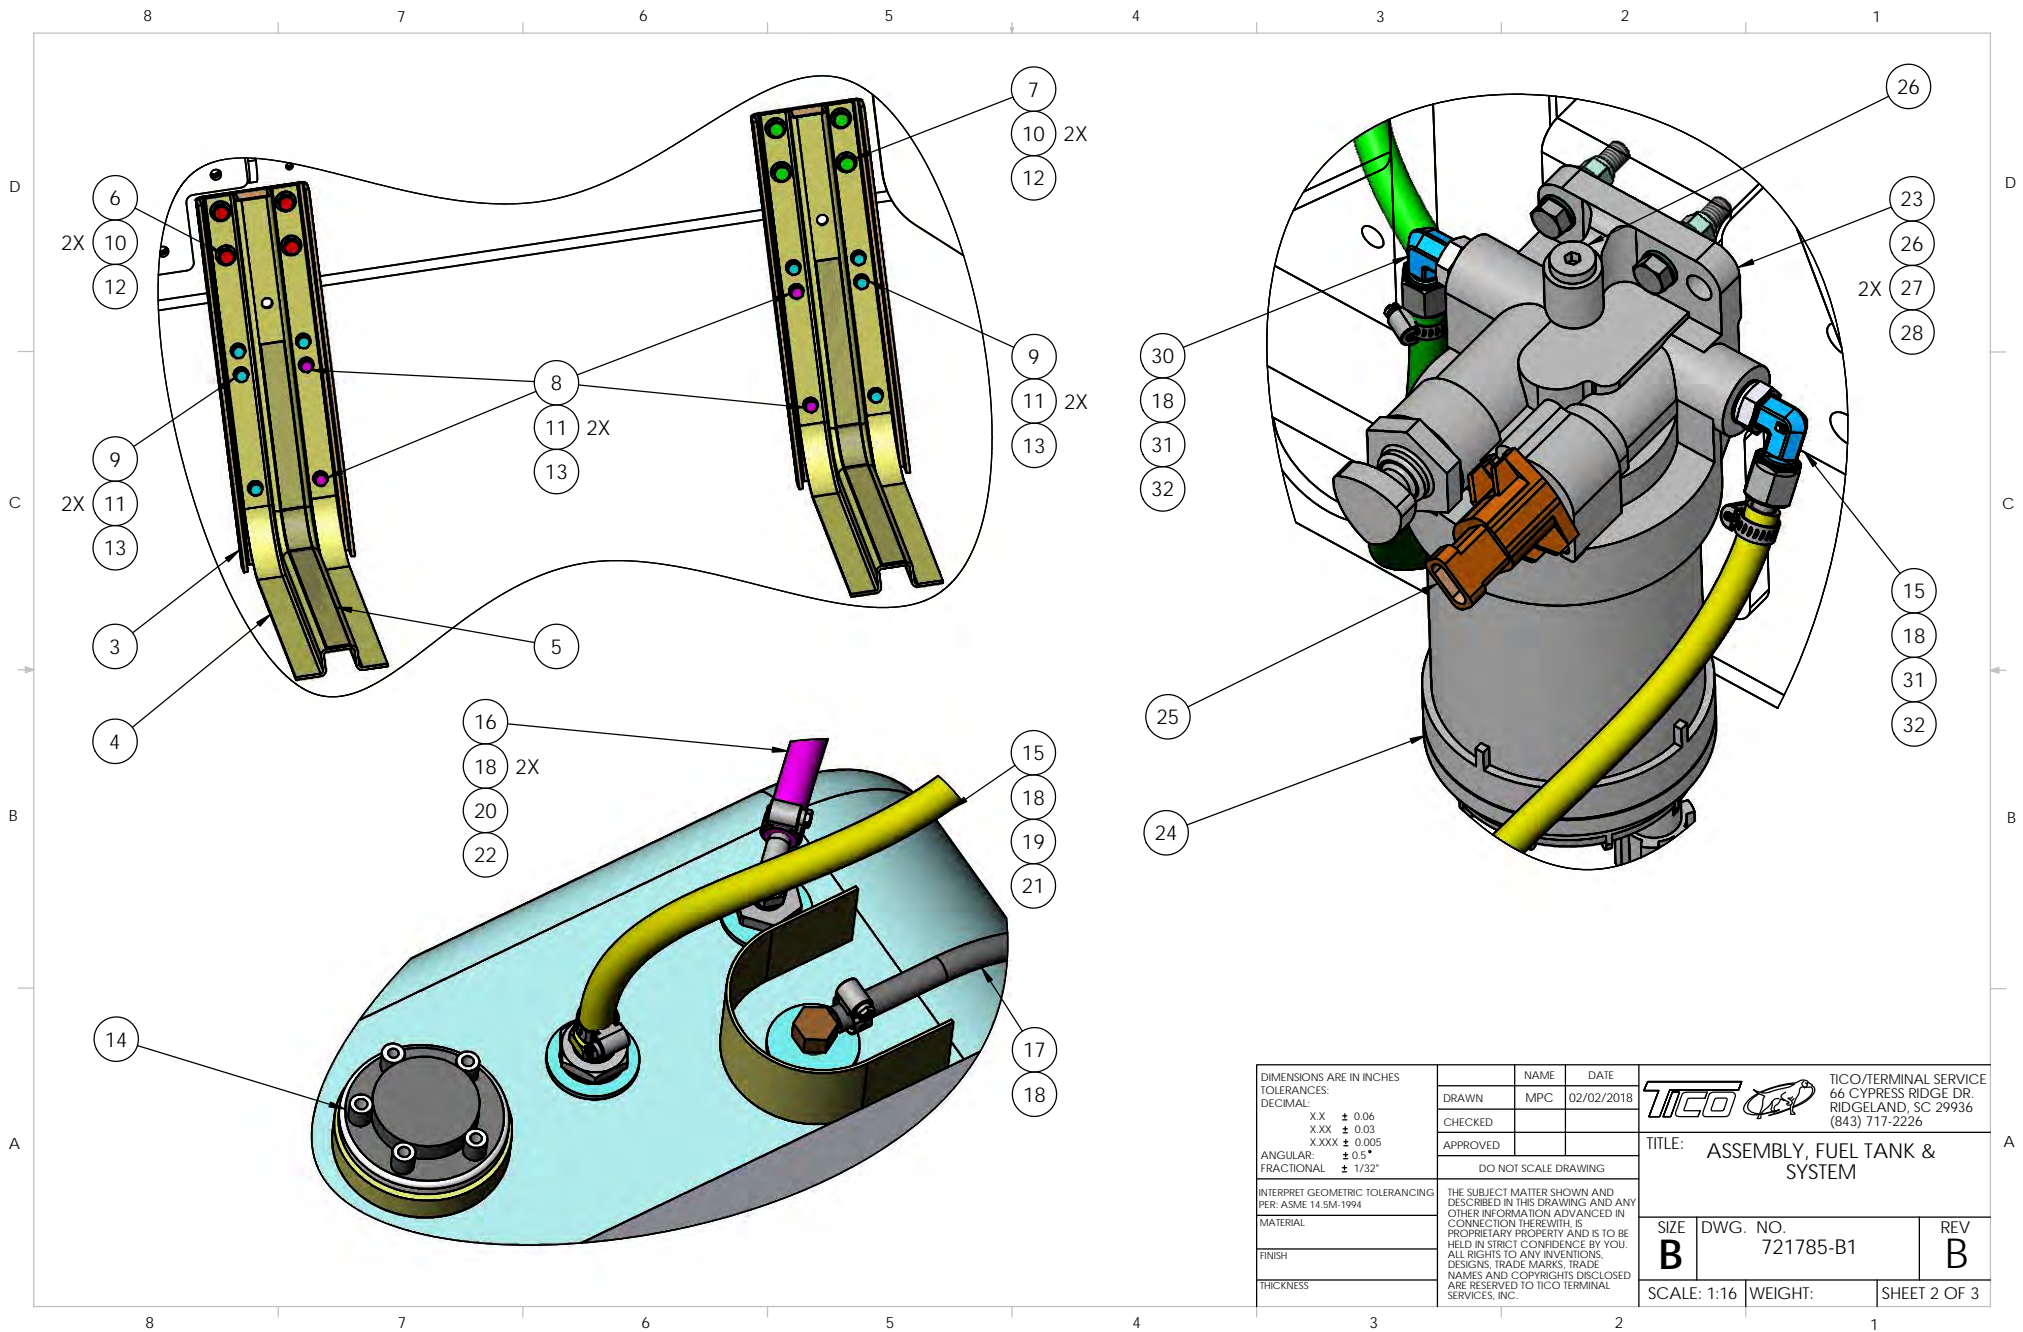 8 7 6 5 4 3 2 1
D
C
B
A
D
C
B
A
6
2X 10
12
9
2X 11
13
3
4
5
8
11 2X
13
7
10 2X
12
9
11 2X
13
16
18 2X
20
22
15
18
19
21
14
17
18
26
23
26
2X 27
28
30
18
31
32
15
18
31
32
25
24
DIMENSIONS ARE IN INCHES
TOLERANCES:
DECIMAL:
X.X ± 0.06
X.XX ± 0.03
X.XXX ± 0.005
ANGULAR: ± 0.5°
FRACTIONAL ± 1/32"
INTERPRET GEOMETRIC TOLERANCING
PER: ASME 14.5M-1994
MATERIAL
FINISH
THICKNESS
NAME DATE
DRAWN MPC 02/02/2018
CHECKED
APPROVED
DO NOT SCALE DRAWING
THE SUBJECT MATTER SHOWN AND
DESCRIBED IN THIS DRAWING AND ANY
OTHER INFORMATION ADVANCED IN
CONNECTION THEREWITH, IS
PROPRIETARY PROPERTY AND IS TO BE
HELD IN STRICT CONFIDENCE BY YOU.
ALL RIGHTS TO ANY INVENTIONS,
DESIGNS, TRADE MARKS, TRADE
NAMES AND COPYRIGHTS DISCLOSED
ARE RESERVED TO TICO TERMINAL
SERVICES, INC.
TICO
TICO/TERMINAL SERVICE
66 CYPRESS RIDGE DR.
RIDGELAND, SC 29936
(843) 717-2226
TITLE: ASSEMBLY, FUEL TANK &
SYSTEM
SIZE DWG. NO. REV
B 721785-B1 B
SCALE: 1:16 WEIGHT: SHEET 2 OF 3
8 7 6 5 4 3 2 1